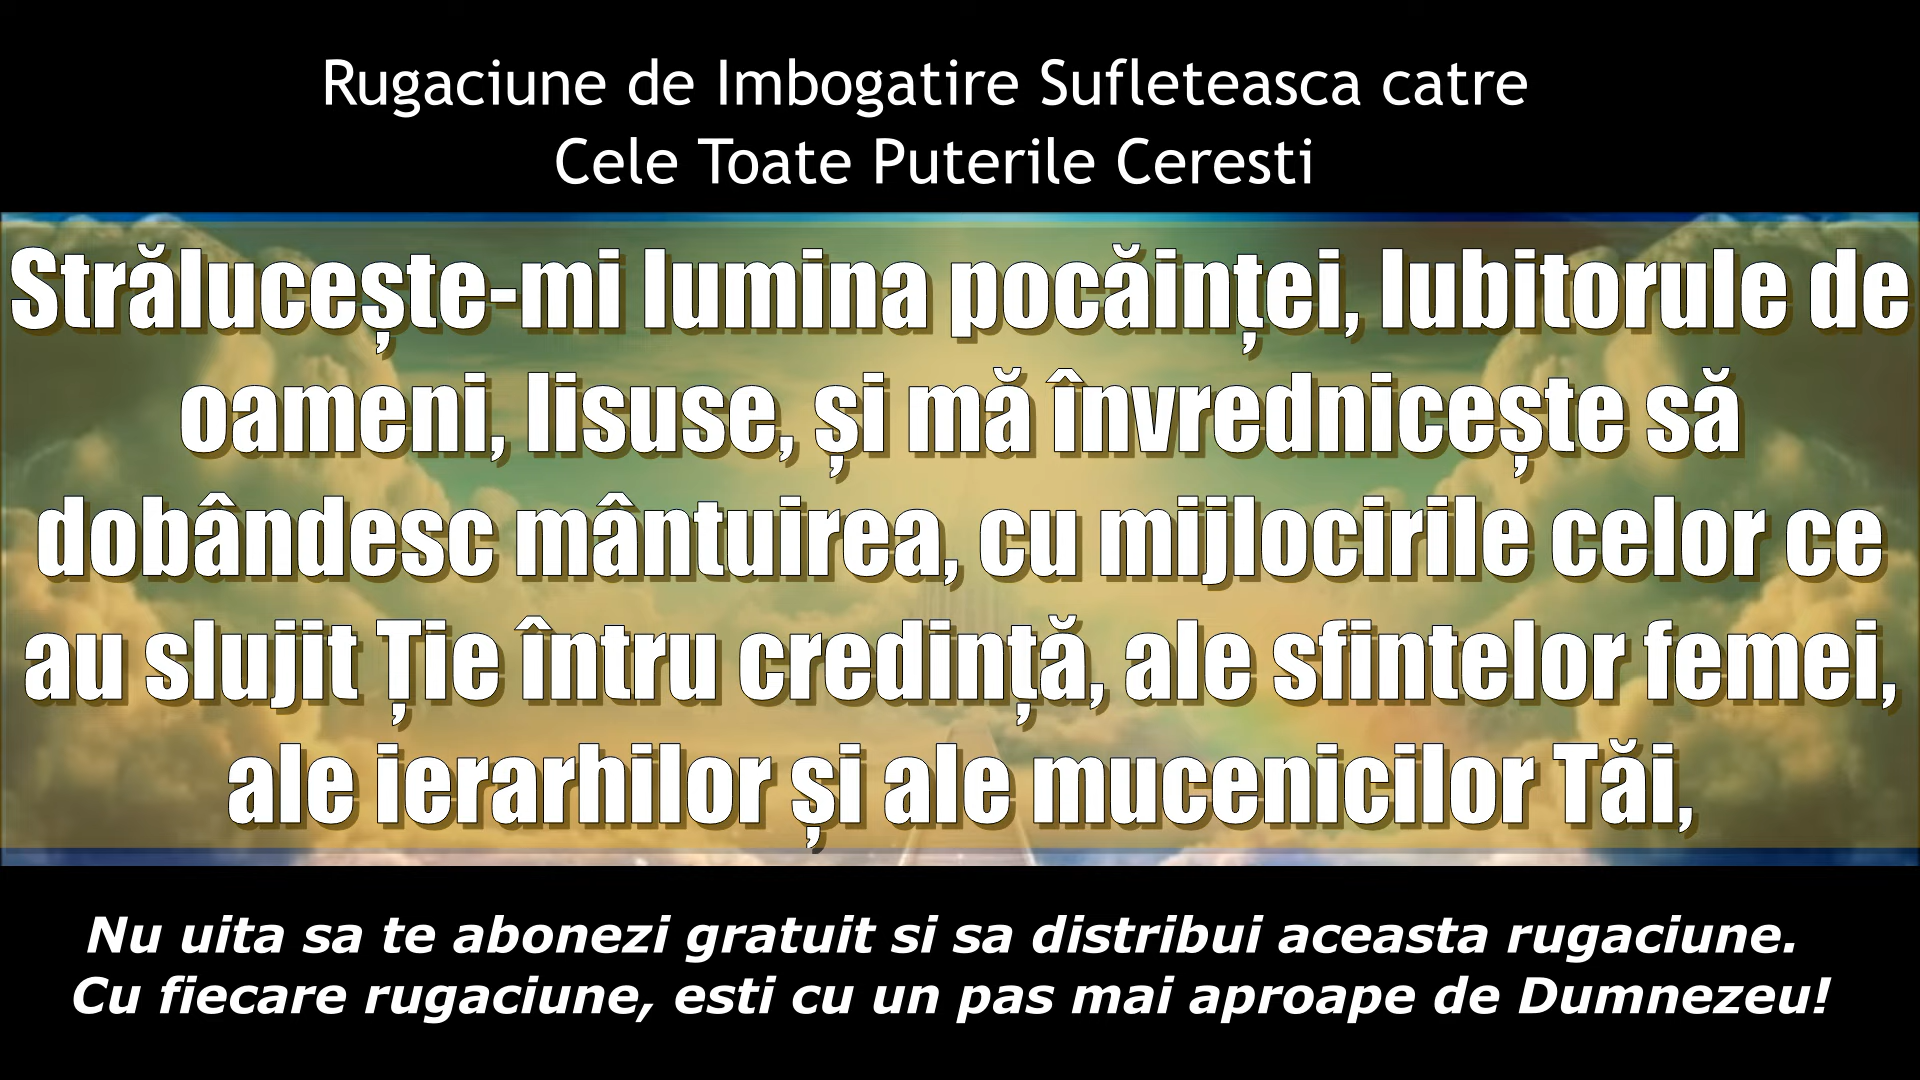 Rugaciune de Imbogatire Sufleteasca catre
Cele Toate Puterile Ceresti
Strălucește-mi lumina pocăinței, Iubitorule de
oameni, Iisuse, și mă învrednicește să
dobândesc mântuirea, cu mijlocirile celor ce
au slujit Ție întru credință, ale sfintelor femei,
ale ierarhilor și ale mucenicilor Tăi,
Nu uita sa te abonezi gratuit si sa distribui aceasta rugaciune.
Cu fiecare rugaciune, esti cu un pas mai aproape de Dumnezeu!